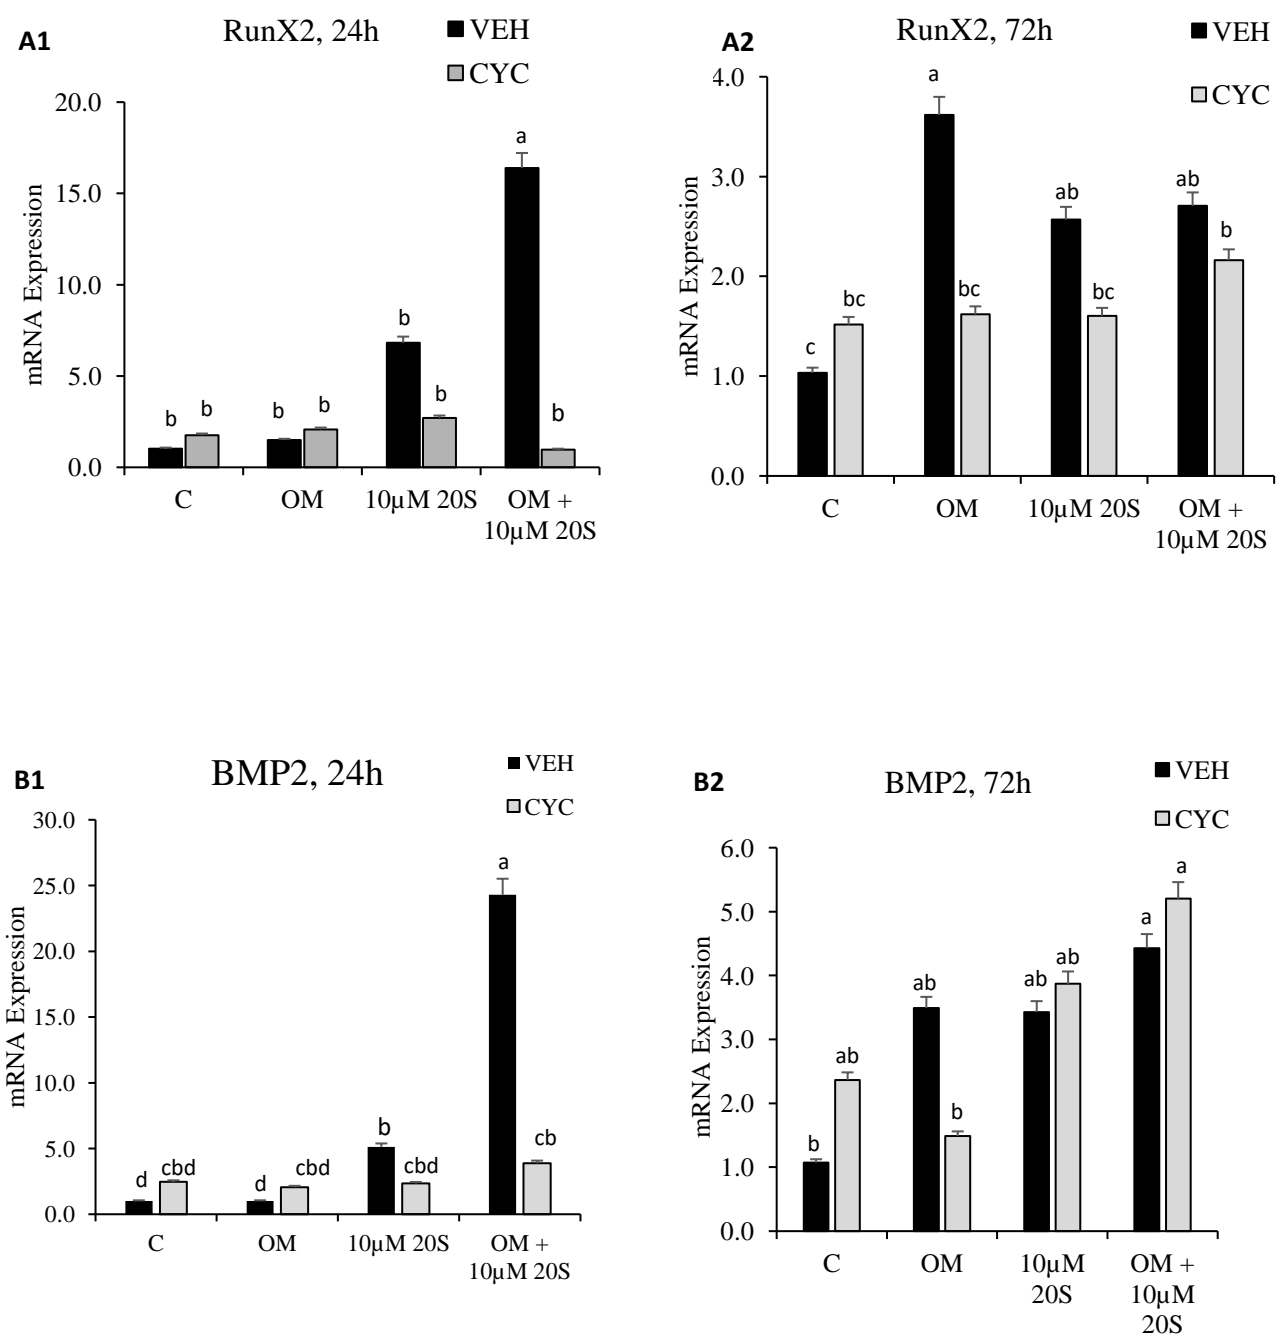 A1
RunX2, 24h
VEH
CYC
20.0
15.0
10.0
5.0
0.0
mRNA Expression
b
b
b
b
b
b
a
b
C
OM
10µM 20S
OM +
10µM 20S
A2
RunX2, 72h
VEH
CYC
4.0
3.0
2.0
1.0
0.0
mRNA Expression
c
bc
a
bc
ab
bc
ab
b
C
OM
10µM 20S
OM +
10µM 20S
B1
BMP2, 24h
VEH
CYC
30.0
25.0
20.0
15.0
10.0
5.0
0.0
mRNA Expression
d
cbd
d
cbd
b
cbd
a
cb
C
OM
10µM 20S
OM +
10µM 20S
B2
BMP2, 72h
VEH
CYC
6.0
5.0
4.0
3.0
2.0
1.0
0.0
mRNA Expression
b
ab
ab
b
ab
ab
a
a
C
OM
10µM
20S
OM +
10µM
20S